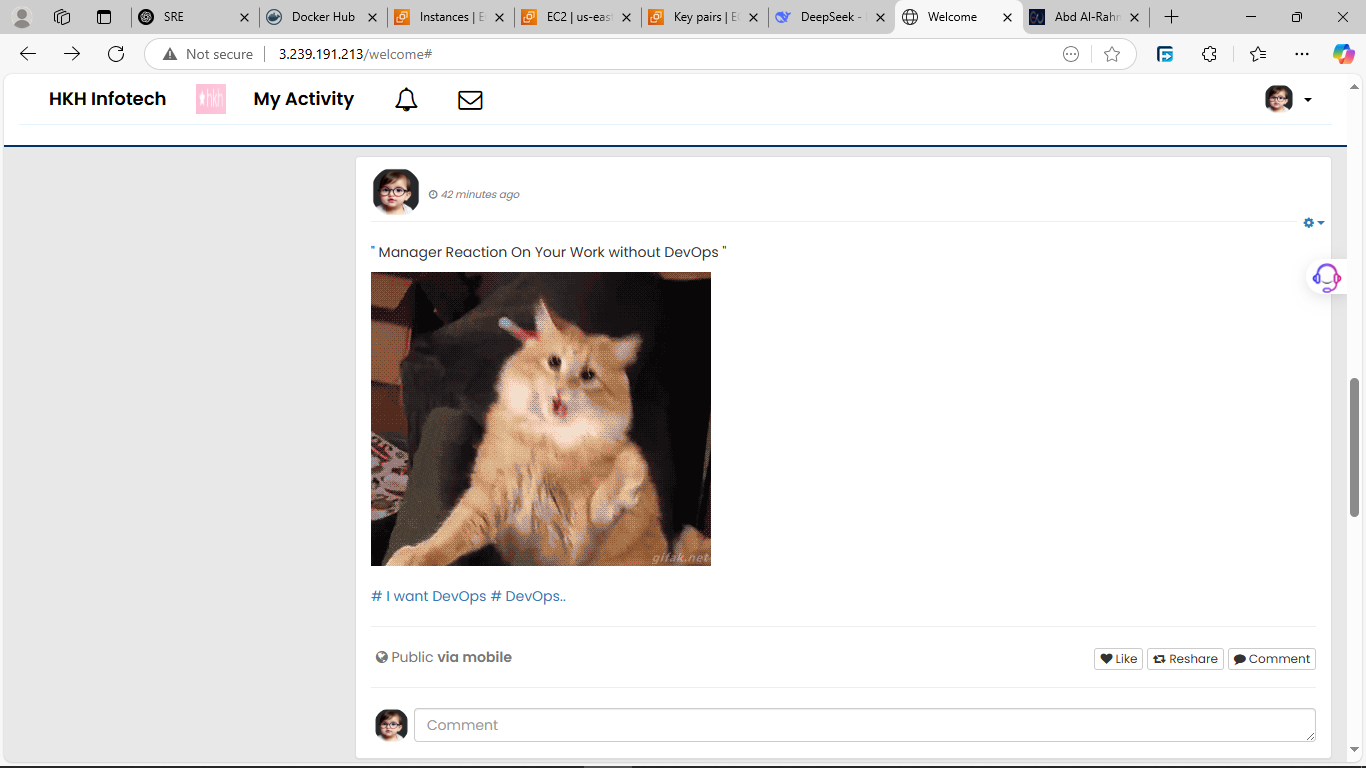 SRE
Docker Hub
Instances | E
EC2 | us-eas
Key pairs | E
DeepSeek -
Welcome
Abd Al-Rahm
Not secure
3.239.191.213/welcome#
HKH Infotech
hkh
My Activity
42 minutes ago
" Manager Reaction On Your Work without DevOps "
gifak.net
# I want DevOps # DevOps..
Public via mobile
Like
Reshare
Comment
Comment